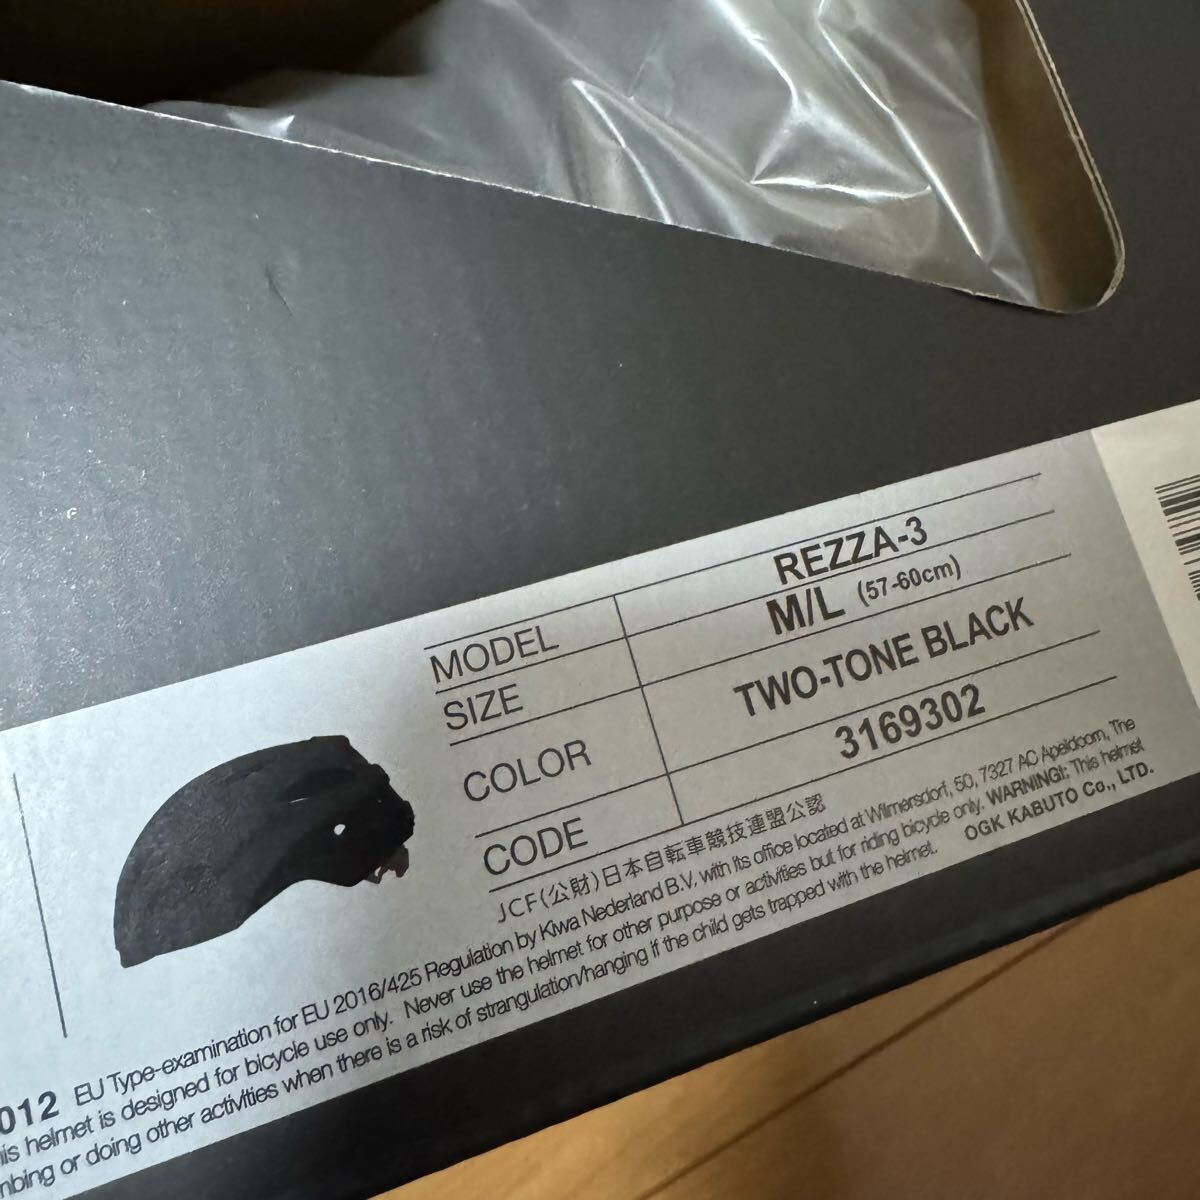 MODEL REZZA-3
SIZE M/L (57-60cm)
COLOR TWO-TONE BLACK
CODE 3169302
JCF(公財)日本自転車競技連盟公認
012 EU Type-examination for EU 2016/425 Regulation by Kiwa Nederland B.V. with its office located at Wilmersdorf, 50, 7327 AC Apeldoorn, The
his helmet is designed for bicycle use only. Never use the helmet for other purpose or activities but for riding bicycle only. WARNING!: This helmet
mbing or doing other activities when there is a risk of strangulation/hanging if the child gets trapped with the helmet. OGK KABUTO Co., LTD.